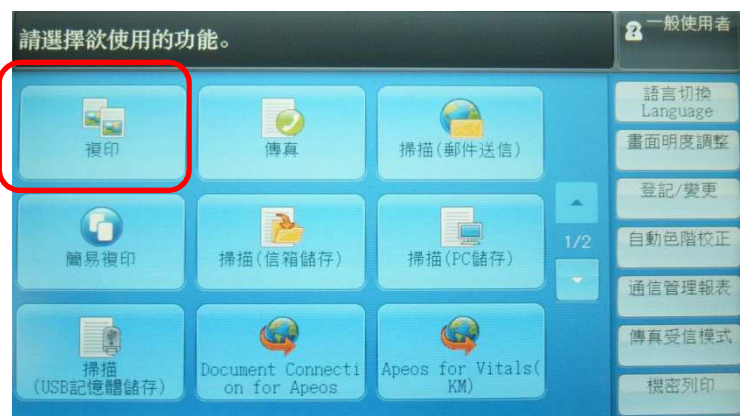 請選擇欲使用的功能。
一般使用者
複印
傳真
掃描(郵件送信)
簡易複印
掃描(信箱儲存)
掃描(PC儲存)
掃描
(USB記憶體儲存)
Document Connecti
on for Apeos
Apeos for Vitals(
KM)
1/2
語言切換
Language
畫面明度調整
登記/變更
自動色階校正
通信管理報表
傳真受信模式
機密列印